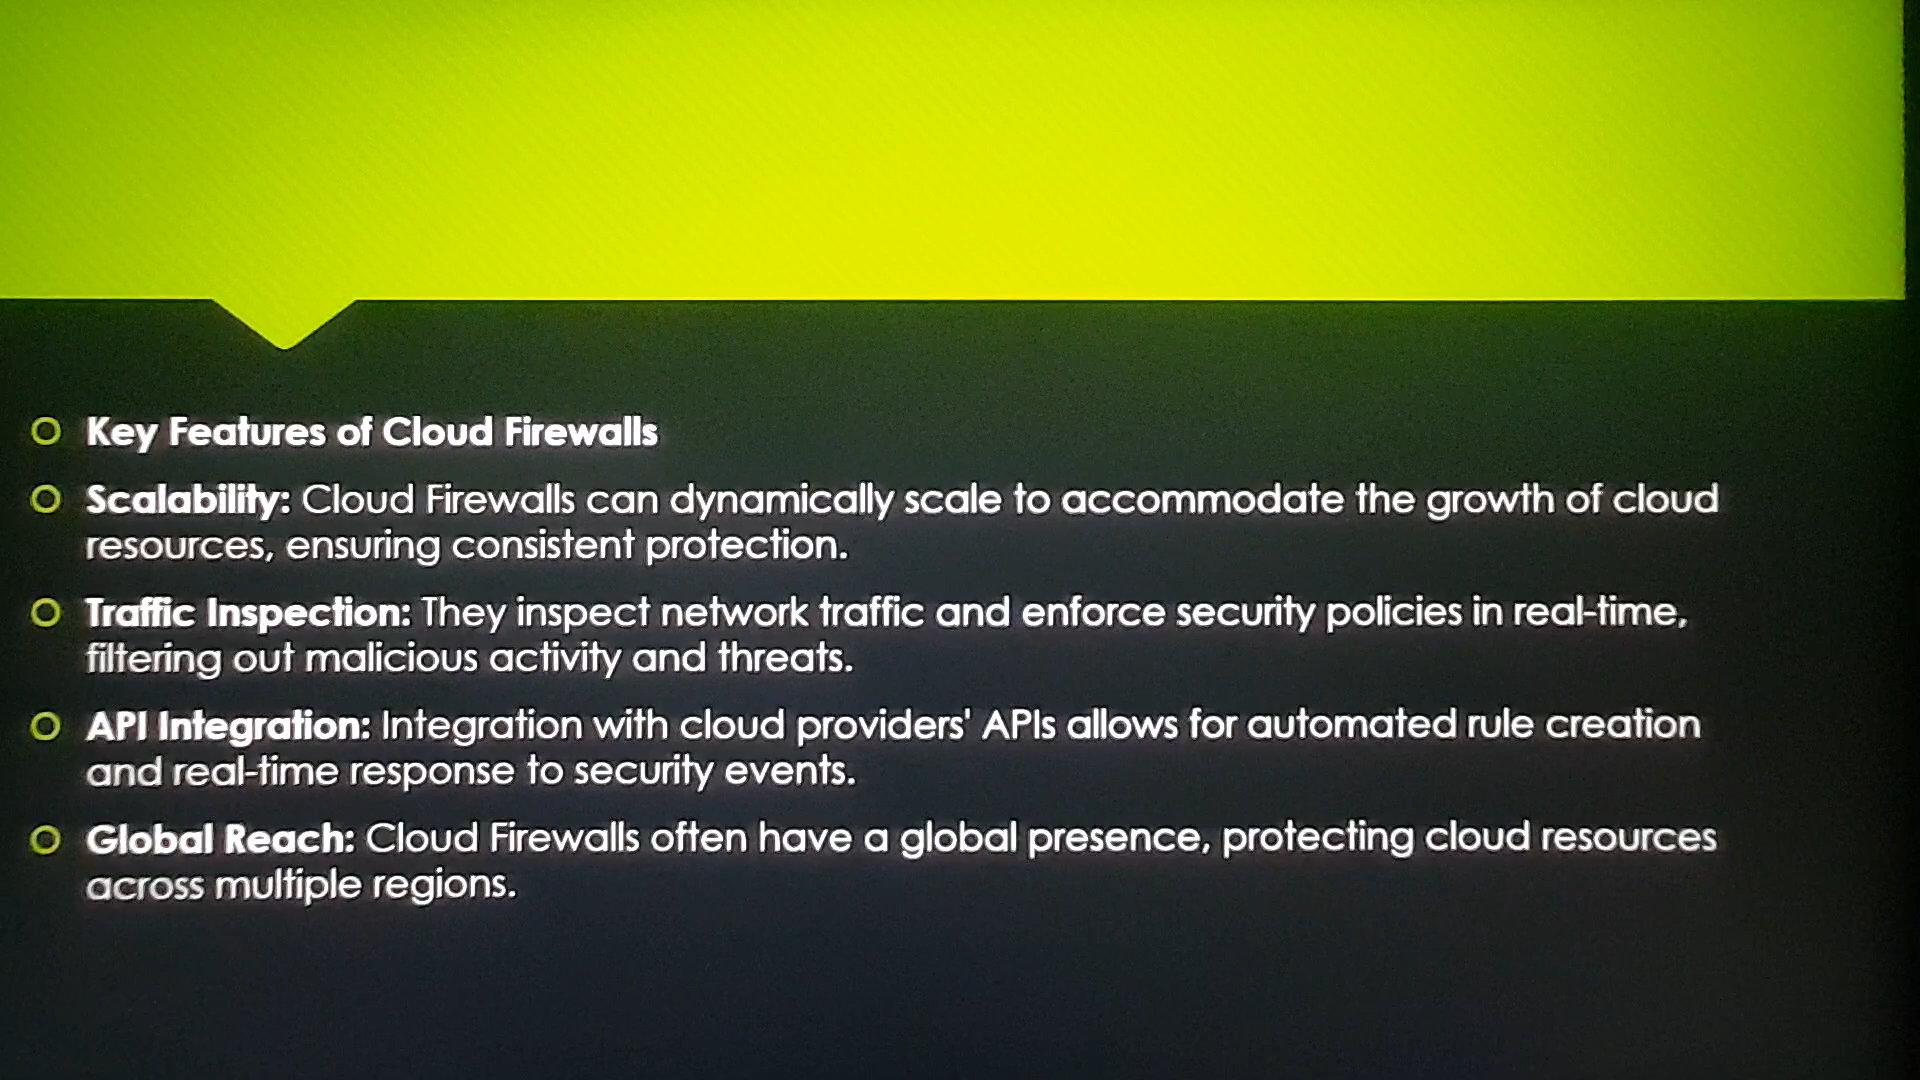 Key Features of Cloud Firewalls
Scalability: Cloud Firewalls can dynamically scale to accommodate the growth of cloud
resources, ensuring consistent protection.
Traffic Inspection: They inspect network traffic and enforce security policies in real-time,
filtering out malicious activity and threats.
API Integration: Integration with cloud providers' APIs allows for automated rule creation
and real-time response to security events.
Global Reach: Cloud Firewalls often have a global presence, protecting cloud resources
across multiple regions.